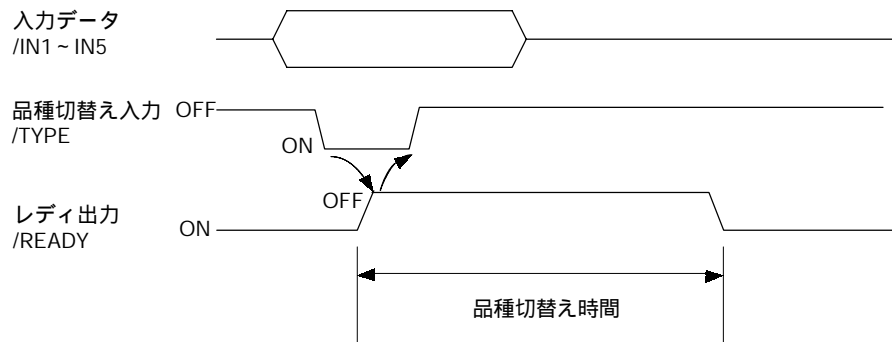 入力データ
/IN1 ~ IN5
品種切替え入力 OFF
/TYPE
ON
OFF
レディ出力
/READY
ON
品種切替え時間